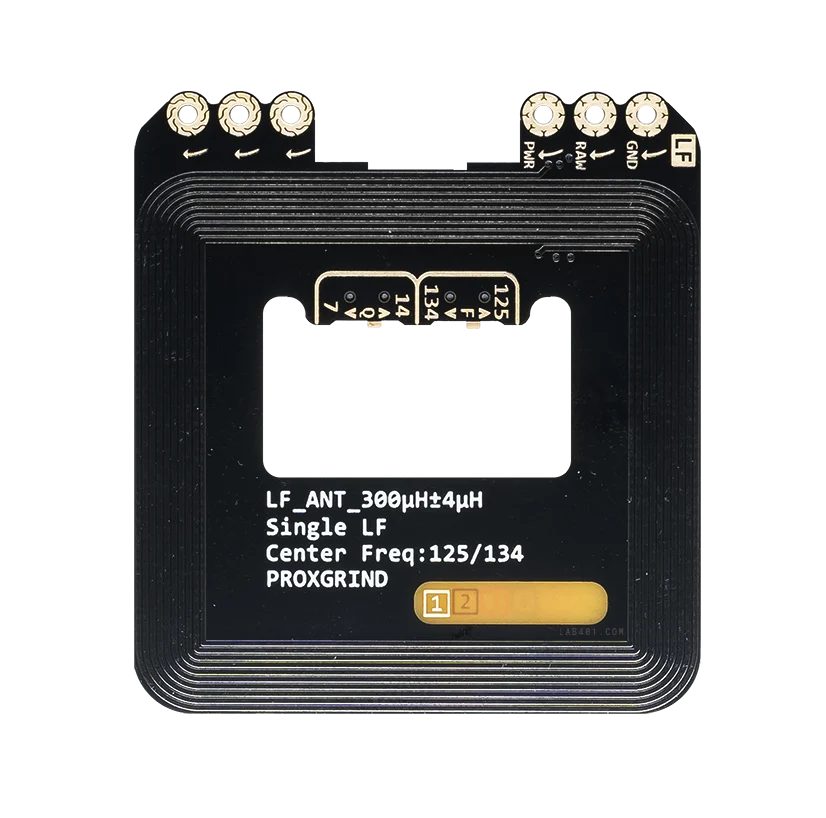 PWR
RAW
GND
LF
7 Q 14
134 F 125
LF_ANT_300µH±4µH
Single LF
Center Freq:125/134
PROXGRIND
1 2
LAB401.COM